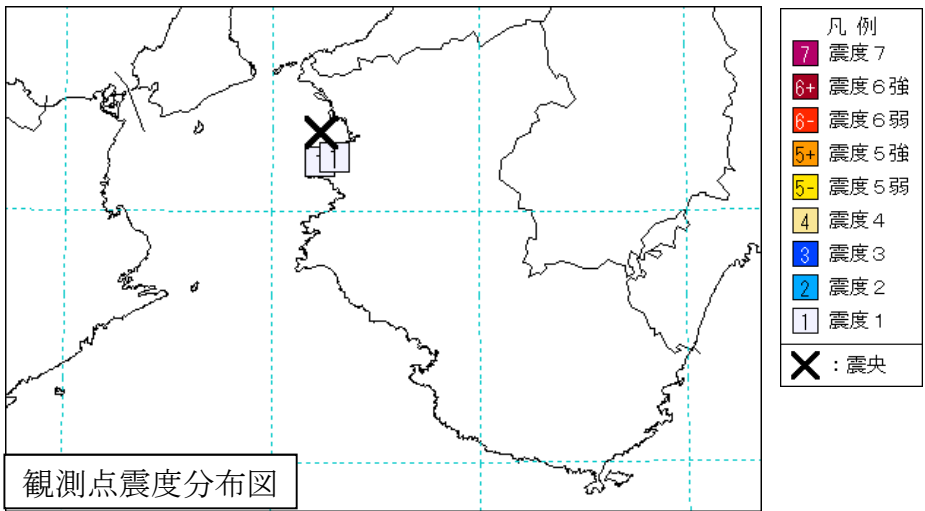 1 1
観測点震度分布図
凡 例
7 震度7
6+ 震度6強
6- 震度6弱
5+ 震度5強
5- 震度5弱
4 震度4
3 震度3
2 震度2
1 震度1
：震央